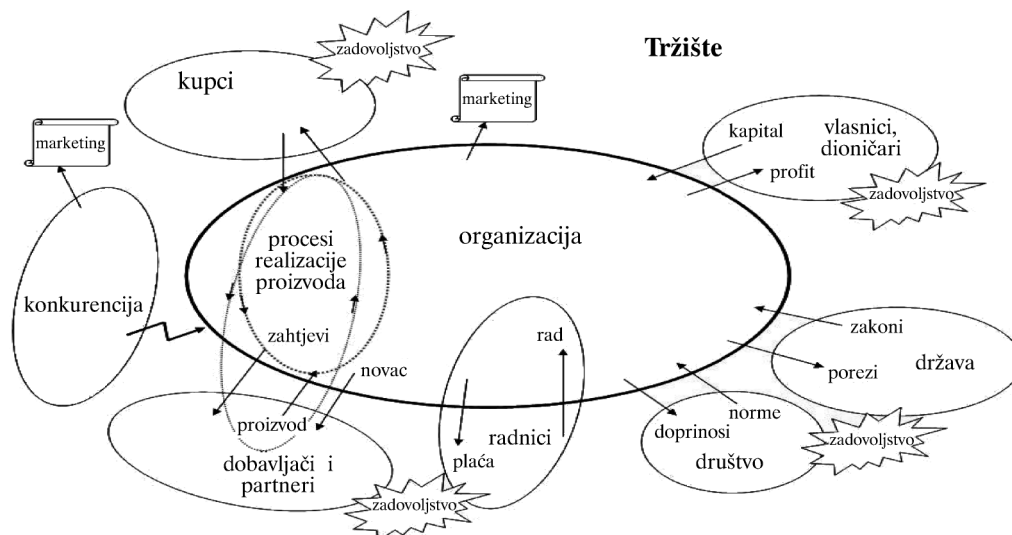 Tržište
zadovoljstvo
kupci
marketing
marketing
kapital
vlasnici,
dioničari
profit
zadovoljstvo
procesi
realizacije
proizvoda
organizacija
konkurencija
zahtjevi
novac
rad
zakoni
porezi
država
proizvod
dobavljači i
partneri
zadovoljstvo
plaća
radnici
norme
doprinosi
društvo
zadovoljstvo